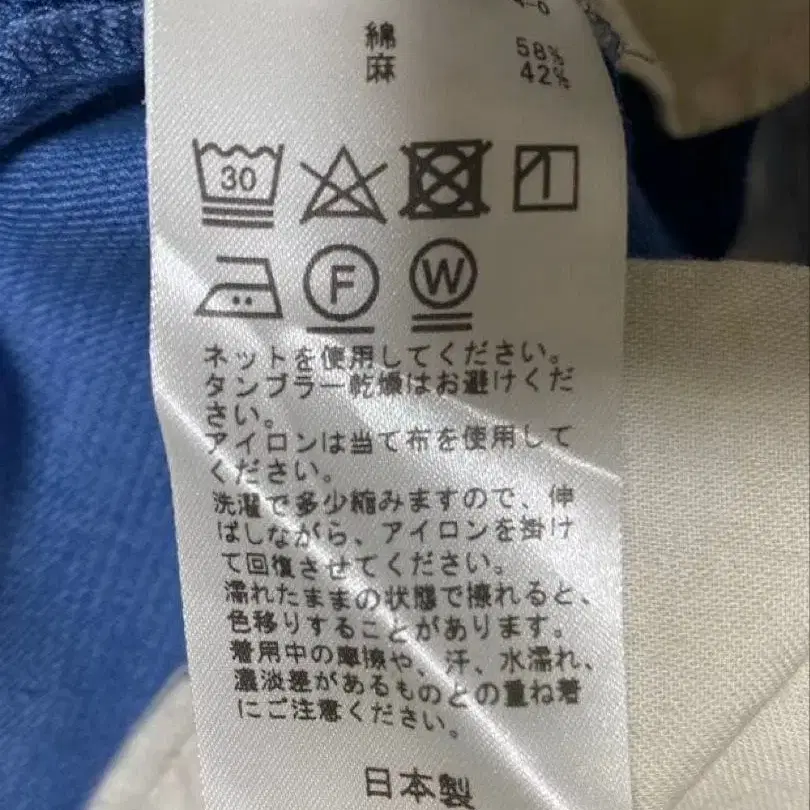 綿 58%
麻 42%
30
F W
ネットを使用してください。
タンブラー乾燥はお避けくだ
さい。
アイロンは当て布を使用して
ください。
洗濯で多少縮みますので、伸
ばしながら、アイロンを掛け
て回復させてください。
濡れたままの状態で擦れると、
色移りすることがあります。
着用中の摩擦や、汗、水濡れ、
濃淡差があるものとの重ね着
にご注意ください。
日本製